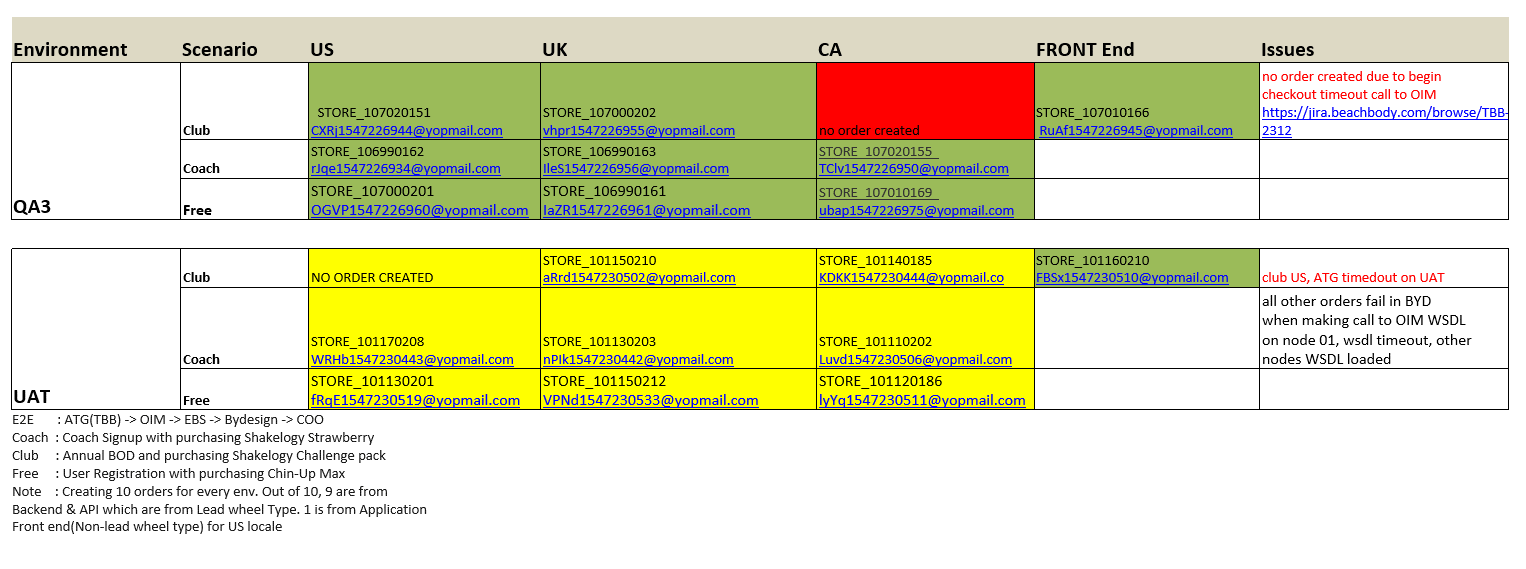 Environment Scenario US UK CA FRONT End Issues
no order created due to begin
checkout timeout call to OIM
STORE_107020151 STORE_107000202 STORE_107010166 https://jira.beachbody.com/browse/TBB-
Club CXRj1547226944@yopmail.com vhpr1547226955@yopmail.com no order created RuAf1547226945@yopmail.com 2312
STORE_106990162 STORE_106990163 STORE_107020155
Coach rJqe1547226934@yopmail.com IleS1547226956@yopmail.com TClv1547226950@yopmail.com
STORE_107000201 STORE_106990161 STORE_107010169
QA3 Free OGVP1547226960@yopmail.com IaZR1547226961@yopmail.com ubap1547226975@yopmail.com
STORE_101150210 STORE_101140185 STORE_101160210
Club NO ORDER CREATED aRrd1547230502@yopmail.com KDKK1547230444@yopmail.co FBSx1547230510@yopmail.com club US, ATG timedout on UAT
all other orders fail in BYD
when making call to OIM WSDL
STORE_101170208 STORE_101130203 STORE_101110202 on node 01, wsdl timeout, other
Coach WRHb1547230443@yopmail.com nPIk1547230442@yopmail.com Luvd1547230506@yopmail.com nodes WSDL loaded
STORE_101130201 STORE_101150212 STORE_101120186
UAT Free fRqE1547230519@yopmail.com VPNd1547230533@yopmail.com lyYq1547230511@yopmail.com
E2E : ATG(TBB) -> OIM -> EBS -> Bydesign -> COO
Coach : Coach Signup with purchasing Shakelogy Strawberry
Club : Annual BOD and purchasing Shakelogy Challenge pack
Free : User Registration with purchasing Chin-Up Max
Note : Creating 10 orders for every env. Out of 10, 9 are from
Backend & API which are from Lead wheel Type. 1 is from Application
Front end(Non-lead wheel type) for US locale